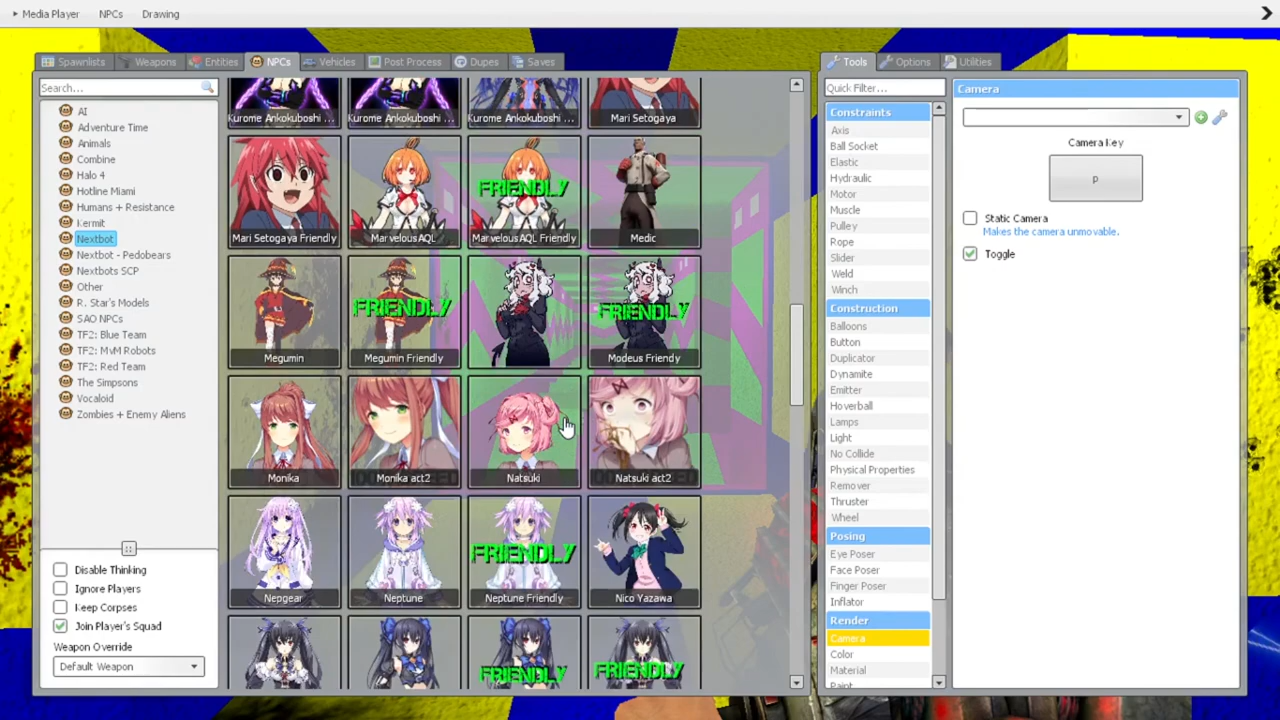 Media Player NPCs Drawing
Spawnlists Weapons Entities NPCs Vehicles Post Process Dupes Saves
Search...
AI
Adventure Time
Animals
Combine
Halo 4
Hotline Miami
Humans + Resistance
Kermit
Nextbot
Nextbot - Pedobears
Nextbots SCP
Other
R. Star's Models
SAO NPCs
TF2: Blue Team
TF2: MvM Robots
TF2: Red Team
The Simpsons
Vocaloid
Zombies + Enemy Aliens
Disable Thinking
Ignore Players
Keep Corpses
Join Player's Squad
Weapon Override
Default Weapon
Kurome Ankokuboshi ... Kurome Ankokuboshi ... Kurome Ankokuboshi ... Mari Setogaya
FRIENDLY
Mari Setogaya Friendly MarvelousAQL MarvelousAQL Friendly Medic
FRIENDLY FRIENDLY
Megumin Megumin Friendly Modeus Friendly
Monika Monika act2 Natsuki Natsuki act2
FRIENDLY
Nepgear Neptune Neptune Friendly Nico Yazawa
FRIENDLY FRIENDLY
Tools Options Utilities
Quick Filter...
Constraints
Axis
Ball Socket
Elastic
Hydraulic
Motor
Muscle
Pulley
Rope
Slider
Weld
Winch
Construction
Balloons
Button
Duplicator
Dynamite
Emitter
Hoverball
Lamps
Light
No Collide
Physical Properties
Remover
Thruster
Wheel
Posing
Eye Poser
Face Poser
Finger Poser
Inflator
Render
Camera
Color
Material
Paint
Camera
Camera Key
p
Static Camera
Makes the camera unmovable.
Toggle